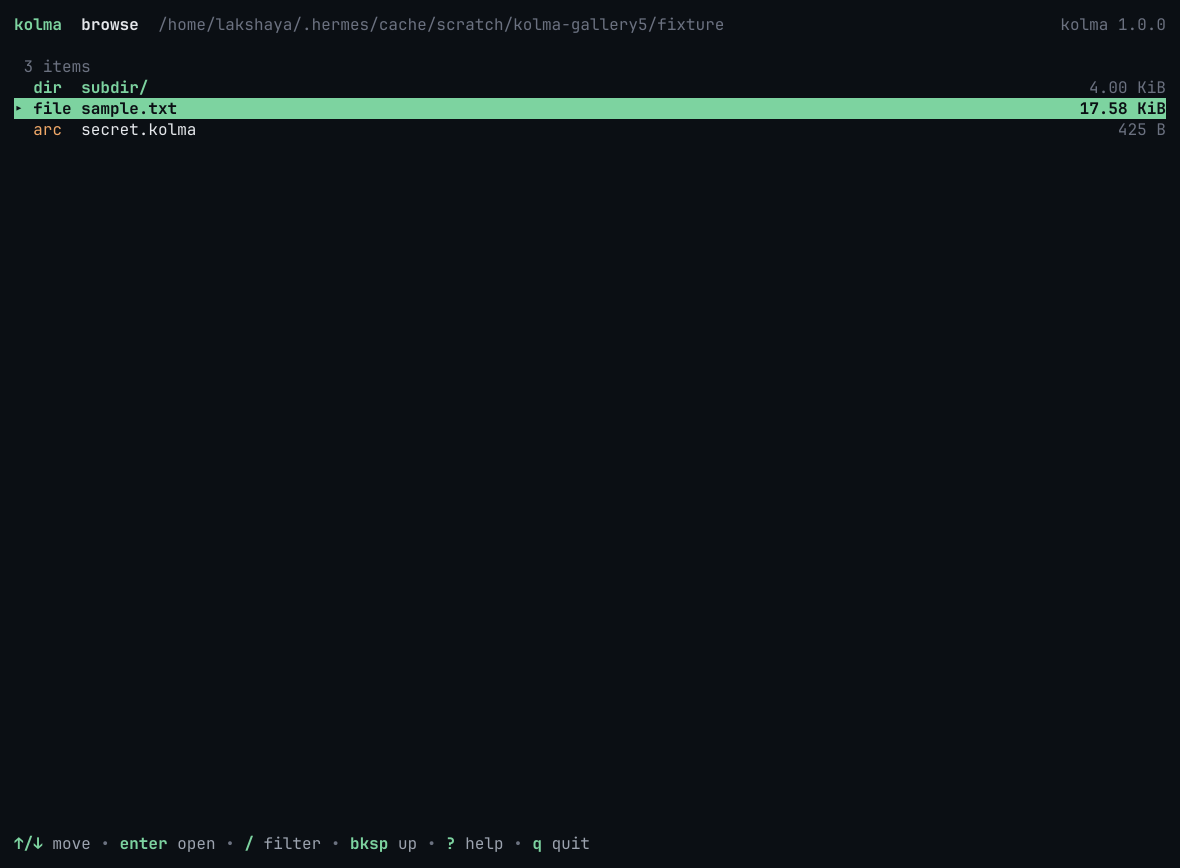 kolma browse /home/lakshaya/.hermes/cache/scratch/kolma-gallery5/fixture kolma 1.0.0
3 items
dir subdir/ 4.00 KiB
▸ file sample.txt 17.58 KiB
arc secret.kolma 425 B
↑/↓ move • enter open • / filter • bksp up • ? help • q quit